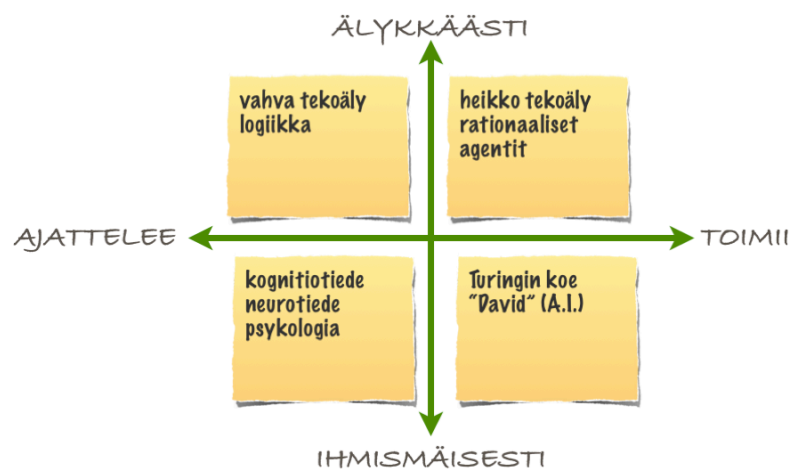 ÄLYKKÄÄSTI
vahva tekoäly
logiikka
heikko tekoäly
rationaaliset
agentit
AJATTELEE
TOIMII
kognitiotiede
neurotiede
psykologia
Turingin koe
"David" (A.I.)
IHMISMÄISESTI